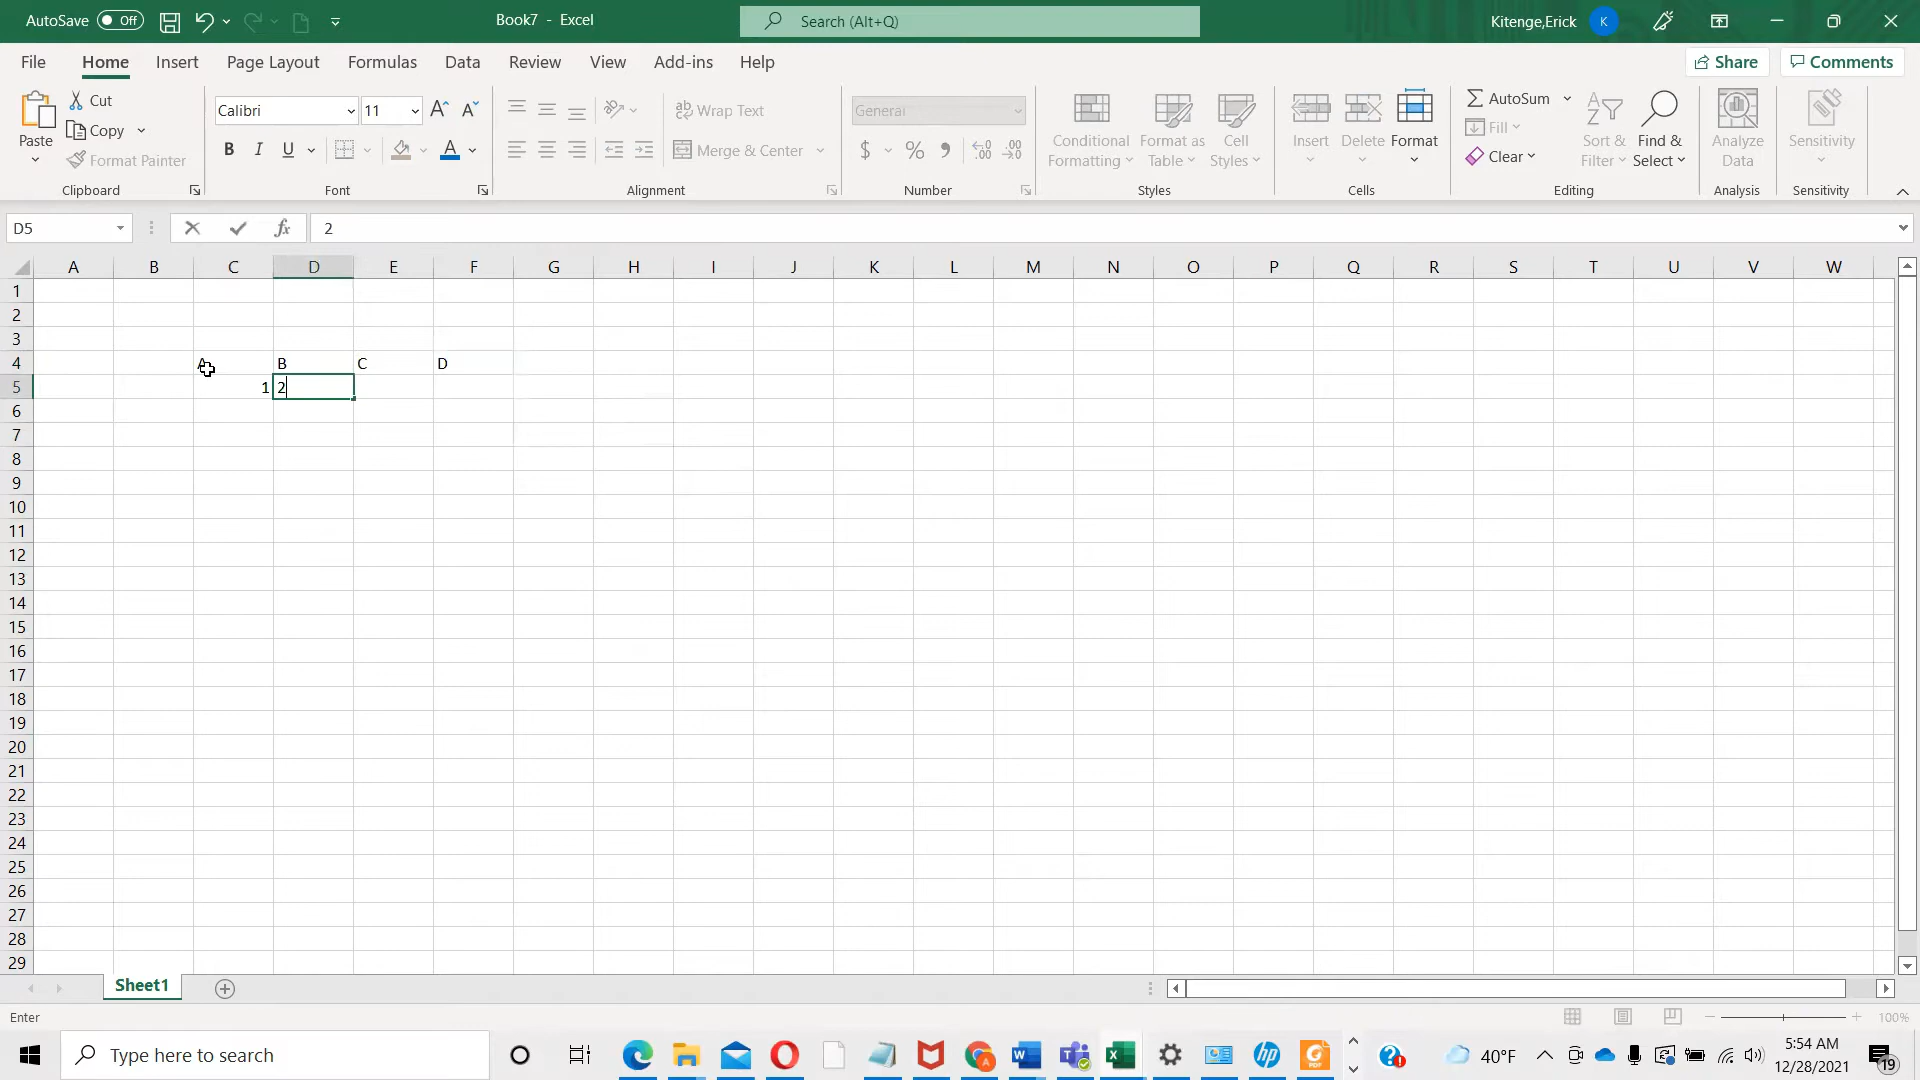 AutoSave Off Book7 - Excel Search (Alt+Q) Kitenge,Erick K
File Home Insert Page Layout Formulas Data Review View Add-ins Help Share Comments
Paste Cut Copy Format Painter Clipboard
Calibri 11 A A B I U A Font
ab Wrap Text Merge & Center Alignment
General $ % 9 .00 .00 Number
Conditional Formatting Format as Table Cell Styles Styles
Insert Delete Format Cells
AutoSum Fill Clear Sort & Filter Find & Select Editing
Analyze Data Analysis
Sensitivity Sensitivity
D5 fx 2
A B C D E F G H I J K L M N O P Q R S T U V W
1
2
3
4 A B C D
5 1 2
6
7
8
9
10
11
12
13
14
15
16
17
18
19
20
21
22
23
24
25
26
27
28
29
Sheet1
Enter 100%
Type here to search 40°F 5:54 AM
12/28/2021 19